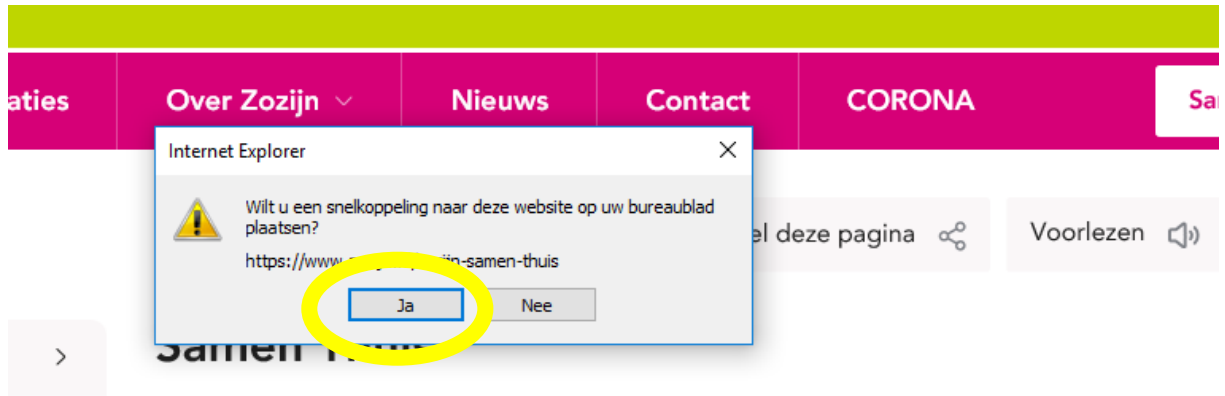 aties Over Zozijn Nieuws Contact CORONA Sa
Internet Explorer
Wilt u een snelkoppeling naar deze website op uw bureaublad
plaatsen?
https://www
-samen-thuis
Ja Nee
el deze pagina Voorlezen
Samen